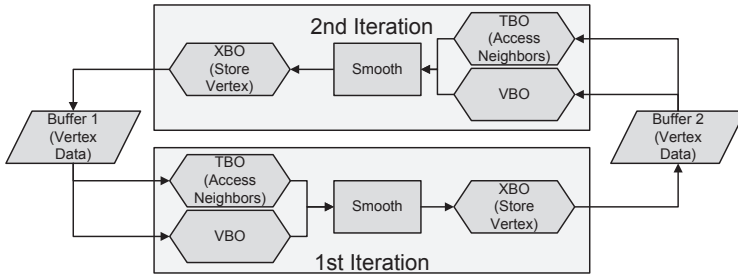 2nd Iteration
TBO
(Access
Neighbors)
XBO
(Store
Vertex)
Smooth
VBO
Buffer 1
(Vertex
Data)
Buffer 2
(Vertex
Data)
TBO
(Access
Neighbors)
Smooth
XBO
(Store
Vertex)
VBO
1st Iteration